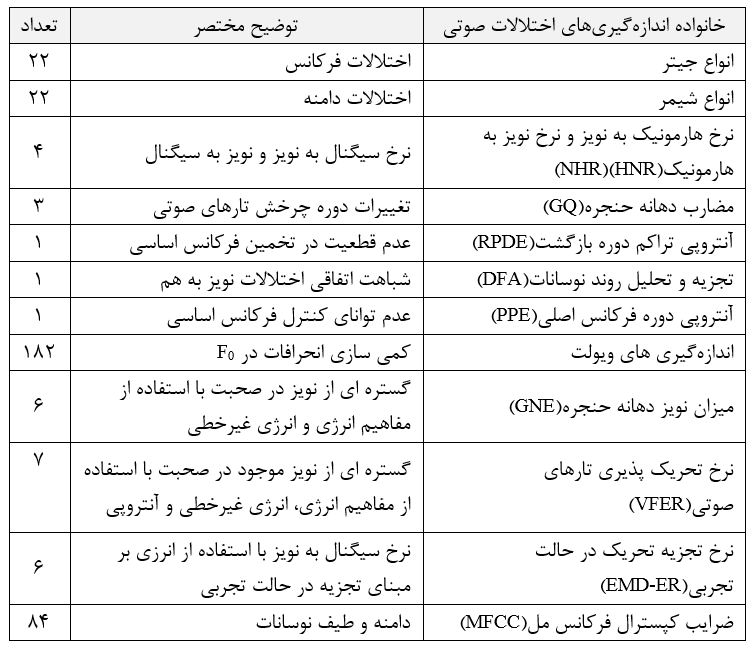 خانواده اندازه‌گیری‌های اختلالات صوتی	توضیح مختصر	تعداد
انواع جیتر	اختلالات فرکانس	۲۲
انواع شیمر	اختلالات دامنه	۲۲
نرخ هارمونیک به نویز و نرخ نویز به
هارمونیک(HNR)(NHR)	نرخ سیگنال به نویز و نویز به سیگنال	۴
مضارب دهانه حنجره(GQ)	تغییرات دوره چرخش تارهای صوتی	۳
آنتروپی تراکم دوره بازگشت(RPDE)	عدم قطعیت در تخمین فرکانس اساسی	۱
تجزیه و تحلیل روند نوسانات(DFA)	شباهت اتفاقی اختلالات نویز به هم	۱
آنتروپی دوره فرکانس اصلی(PPE)	عدم توانای کنترل فرکانس اساسی	۱
اندازه‌گیری های ویولت	کمی سازی انحرافات در F0	۱۸۲
میزان نویز دهانه حنجره(GNE)	گستره ای از نویز در صحبت با استفاده از
مفاهیم انرژی و انرژی غیرخطی	۶
نرخ تحریک پذیری تارهای
صوتی(VFER)	گستره ای از نویز موجود در صحبت با استفاده
از مفاهیم انرژی، انرژی غیرخطی و آنتروپی	۷
نرخ تجزیه تحریک در حالت
تجربی(EMD-ER)	نرخ سیگنال به نویز با استفاده از انرزی بر
مبنای تجزیه در حالت تجربی	۶
ضرایب کپسترال فرکانس مل(MFCC)	دامنه و طیف نوسانات	۸۴